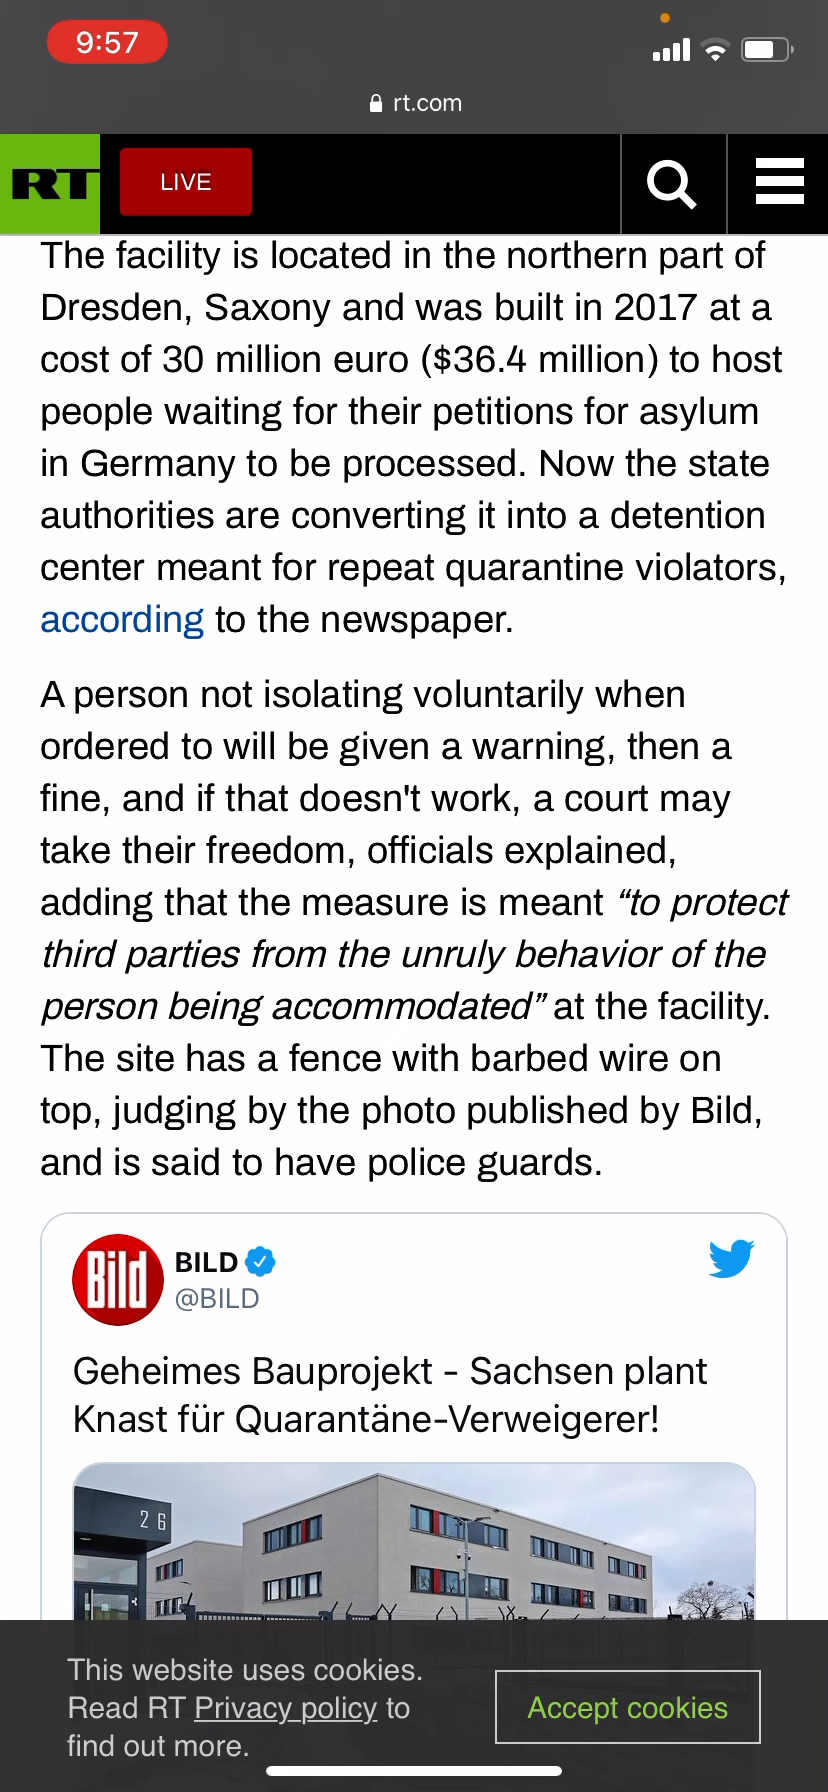 9:57
rt.com
RT
LIVE
The facility is located in the northern part of
Dresden, Saxony and was built in 2017 at a
cost of 30 million euro ($36.4 million) to host
people waiting for their petitions for asylum
in Germany to be processed. Now the state
authorities are converting it into a detention
center meant for repeat quarantine violators,
according to the newspaper.
A person not isolating voluntarily when
ordered to will be given a warning, then a
fine, and if that doesn't work, a court may
take their freedom, officials explained,
adding that the measure is meant “to protect
third parties from the unruly behavior of the
person being accommodated” at the facility.
The site has a fence with barbed wire on
top, judging by the photo published by Bild,
and is said to have police guards.
Bild
BILD
@BILD
Geheimes Bauprojekt - Sachsen plant
Knast für Quarantäne-Verweigerer!
26
This website uses cookies.
Read RT Privacy policy to
find out more.
Accept cookies